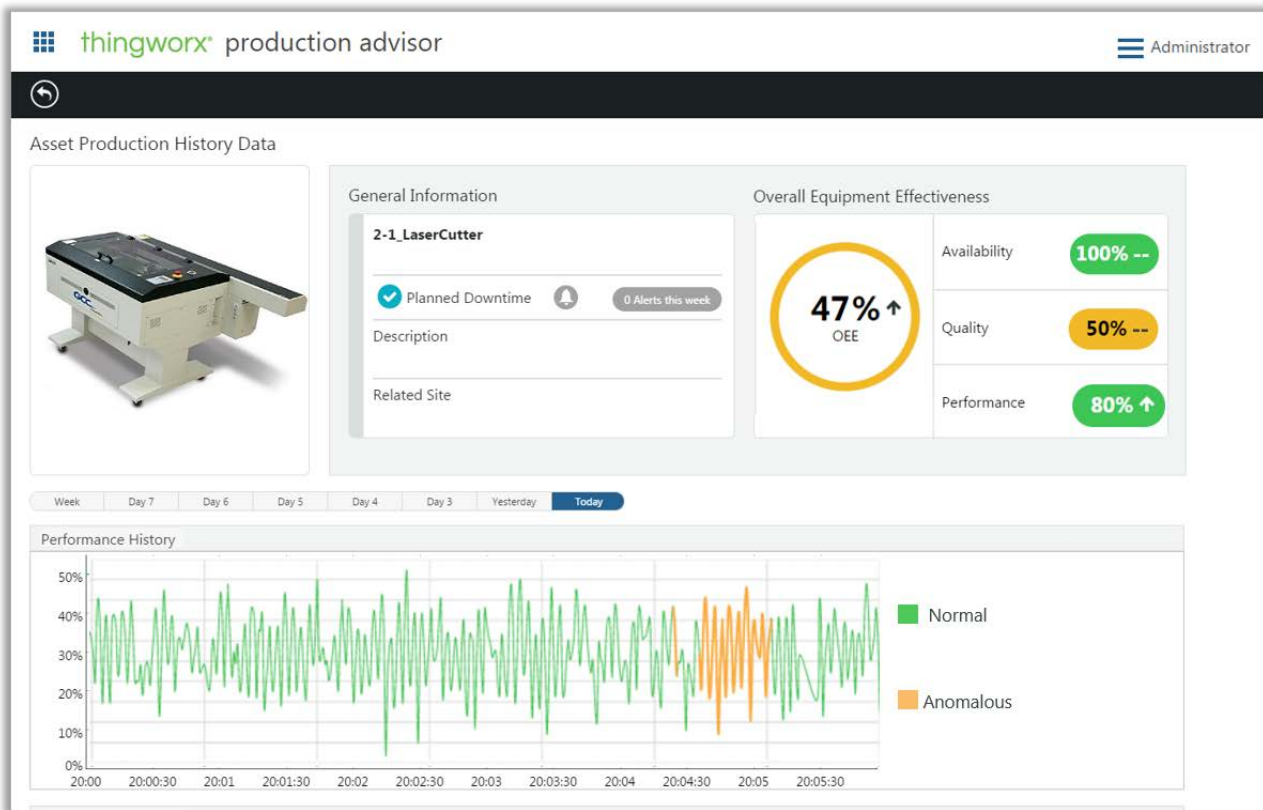 thingworx® production advisor
Administrator
Asset Production History Data
General Information
2-1_LaserCutter
Planned Downtime
0 Alerts this week
Description
Related Site
Overall Equipment Effectiveness
47%
OEE
Availability
100% --
Quality
50% --
Performance
80%
GCC
Week Day 7 Day 6 Day 5 Day 4 Day 3 Yesterday Today
Performance History
50%
40%
30%
20%
10%
0%
20:00 20:00:30 20:01 20:01:30 20:02 20:02:30 20:03 20:03:30 20:04 20:04:30 20:05 20:05:30
Normal
Anomalous